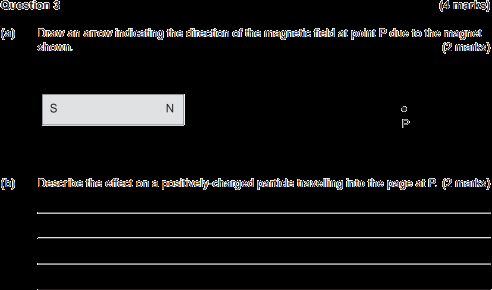 Question 3 (4 marks)
(a) Draw an arrow indicating the direction of the magnetic field at point P due to the magnet
shown. (2 marks)
S N
P
(b) Describe the effect on a positively-charged particle travelling into the page at P. (2 marks)